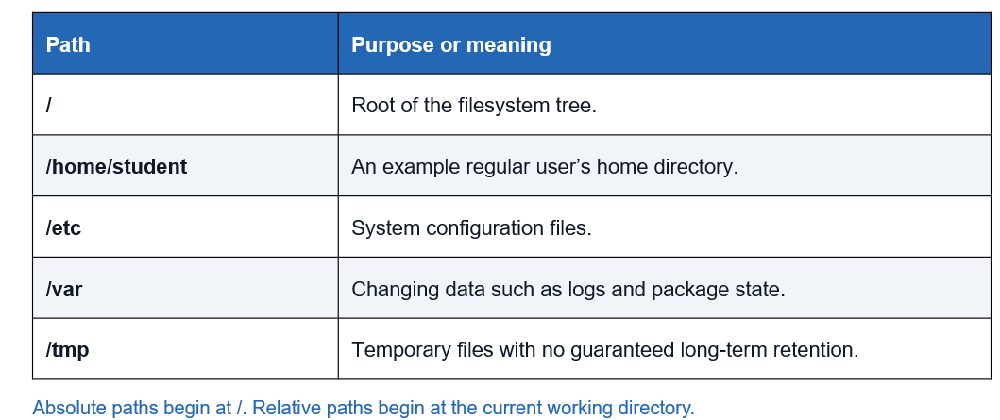 Path Purpose or meaning
/ Root of the filesystem tree.
/home/student An example regular user’s home directory.
/etc System configuration files.
/var Changing data such as logs and package state.
/tmp Temporary files with no guaranteed long-term retention.
Absolute paths begin at /. Relative paths begin at the current working directory.